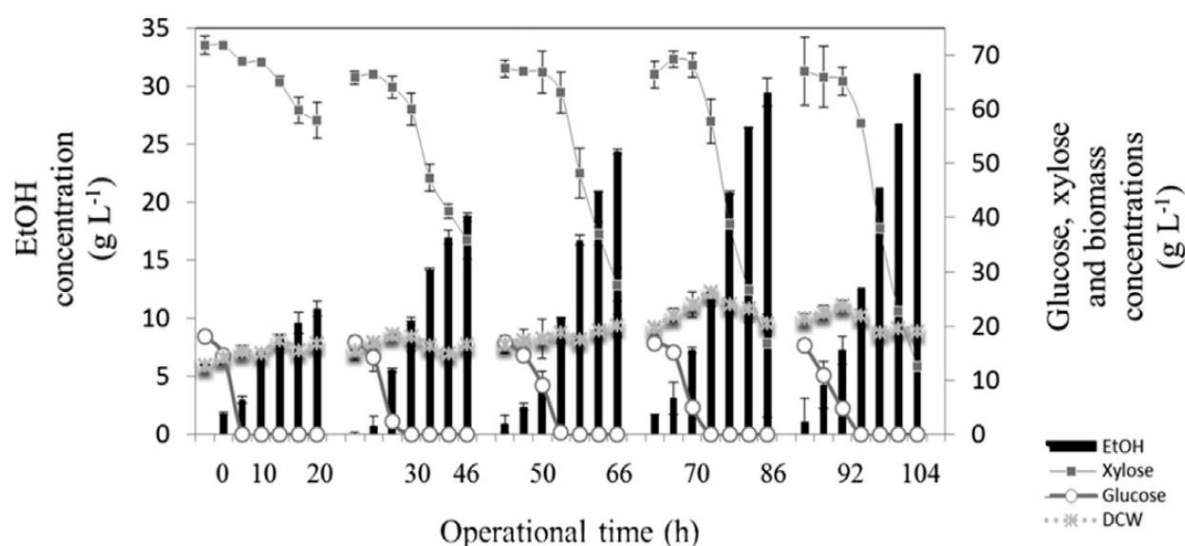 35
30
25
20
15
10
5
0
EtOH
concentration
(g L⁻¹)
70
60
50
40
30
20
10
0
Glucose, xylose
and biomass
concentrations
(g L⁻¹)
0 10 20 30 46 50 66 70 86 92 104
Operational time (h)
EtOH
Xylose
Glucose
DCW